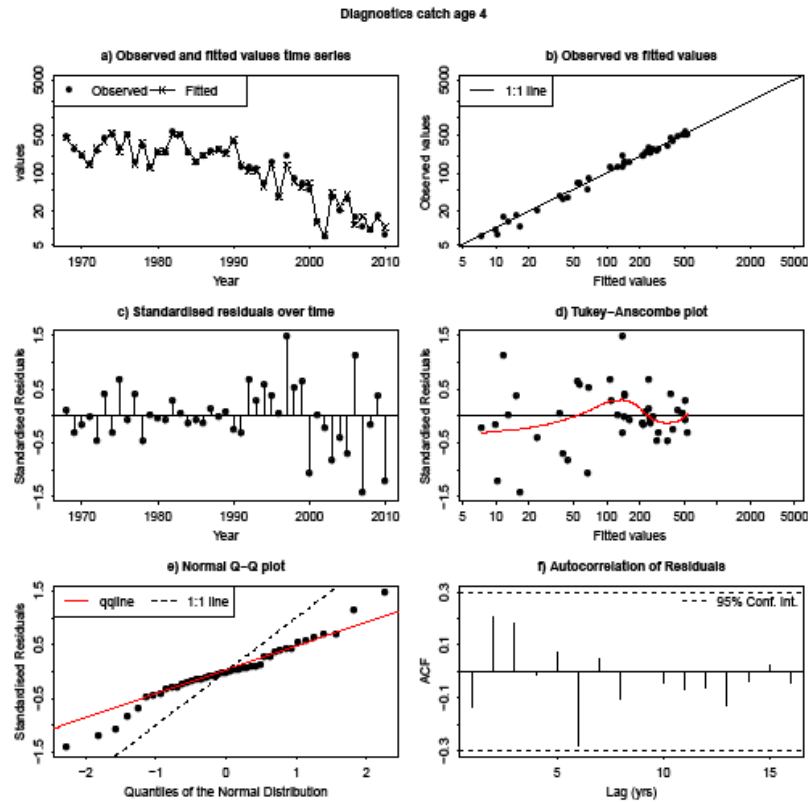 Diagnostics catch age 4
a) Observed and fitted values time series
Observed Fitted
values
5000
500
100
20
5
1970 1980 1990 2000 2010
Year
b) Observed vs fitted values
1:1 line
Observed values
5000
500
100
20
5
5 10 20 50 100 200 500 2000 5000
Fitted values
c) Standardised residuals over time
Standardised Residuals
1.5
0.5
-0.5
-1.5
1970 1980 1990 2000 2010
Year
d) Tukey-Anscombe plot
Standardised Residuals
1.5
0.5
-0.5
-1.5
5 10 20 50 100 200 500 2000 5000
Fitted values
e) Normal Q-Q plot
qqline 1:1 line
Standardised Residuals
1.5
0.5
-0.5
-1.5
-2 -1 0 1 2
Quantiles of the Normal Distribution
f) Autocorrelation of Residuals
95% Conf. Int.
ACF
0.3
0.1
-0.1
-0.3
5 10 15
Lag (yrs)